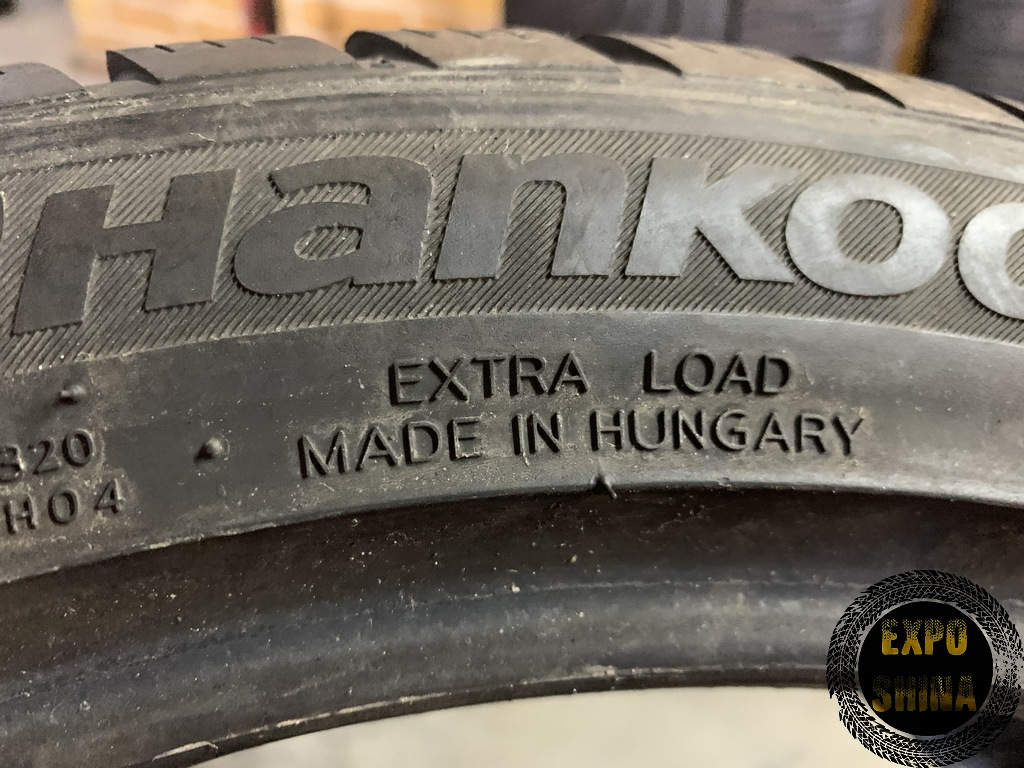 Hankoo
EXTRA LOAD
MADE IN HUNGARY
320
H04
EXPO
SHINA